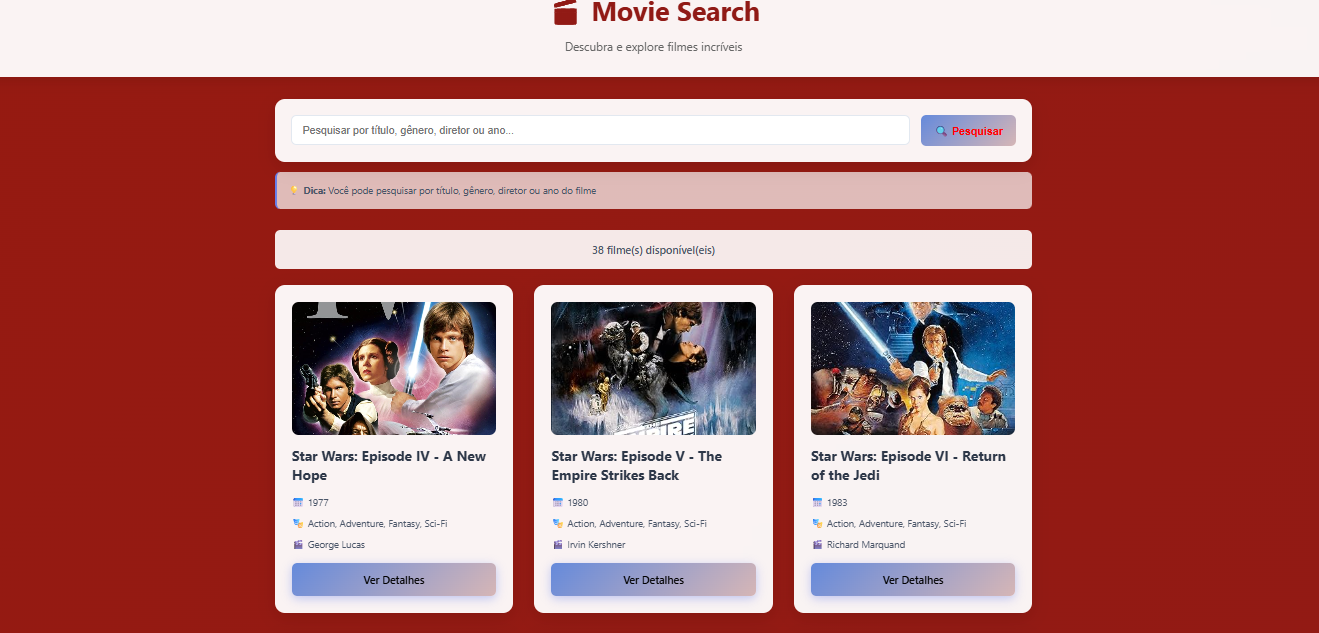 Movie Search
Descubra e explore filmes incríveis
Pesquisar por título, gênero, diretor ou ano...
Pesquisar
Dica: Você pode pesquisar por título, gênero, diretor ou ano do filme
38 filme(s) disponível(eis)
IV
EMPIRE
Star Wars: Episode IV - A New
Hope
1977
Action, Adventure, Fantasy, Sci-Fi
George Lucas
Ver Detalhes
Star Wars: Episode V - The
Empire Strikes Back
1980
Action, Adventure, Fantasy, Sci-Fi
Irvin Kershner
Ver Detalhes
Star Wars: Episode VI - Return
of the Jedi
1983
Action, Adventure, Fantasy, Sci-Fi
Richard Marquand
Ver Detalhes